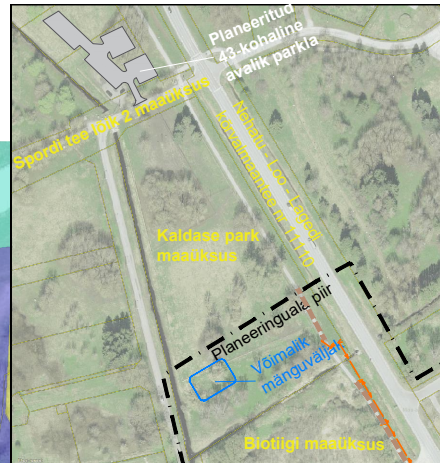 Planeeritud
43-kohaline
avalik parkla
Spordi tee lõik 2 maaüksus
Nehatu - Loo - Lagedi
kõrvalmaantee nr 11110
Kaldase park
maaüksus
Planeeringuala piir
Võimalik
mänguväljak
Biotiigi maaüksus